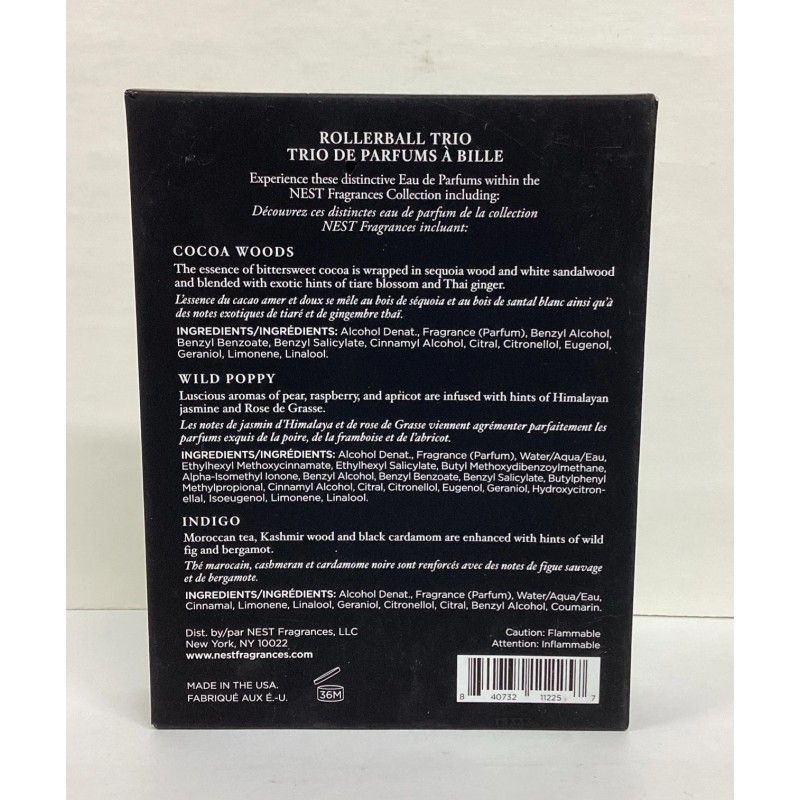 ROLLERBALL TRIO
TRIO DE PARFUMS À BILLE
Experience these distinctive Eau de Parfums within the
NEST Fragrances Collection including:
Découvrez ces distinctes eau de parfum de la collection
NEST Fragrances incluant:
COCOA WOODS
The essence of bittersweet cocoa is wrapped in sequoia wood and white sandalwood
and blended with exotic hints of tiare blossom and Thai ginger.
L'essence du cacao amer et doux se mêle au bois de séquoia et au bois de santal blanc ainsi qu'à
des notes exotiques de tiaré et de gingembre thaï.
INGREDIENTS/INGRÉDIENTS: Alcohol Denat., Fragrance (Parfum), Benzyl Alcohol,
Benzyl Benzoate, Benzyl Salicylate, Cinnamyl Alcohol, Citral, Citronellol, Eugenol,
Geraniol, Limonene, Linalool.
WILD POPPY
Luscious aromas of pear, raspberry, and apricot are infused with hints of Himalayan
jasmine and Rose de Grasse.
Les notes de jasmin d'Himalaya et de rose de Grasse viennent agrémenter parfaitement les
parfums exquis de la poire, de la framboise et de l'abricot.
INGREDIENTS/INGRÉDIENTS: Alcohol Denat., Fragrance (Parfum), Water/Aqua/Eau,
Ethylhexyl Methoxycinnamate, Ethylhexyl Salicylate, Butyl Methoxydibenzoylmethane,
Alpha-Isomethyl Ionone, Benzyl Alcohol, Benzyl Benzoate, Benzyl Salicylate, Butylphenyl
Methylpropional, Cinnamyl Alcohol, Citral, Citronellol, Eugenol, Geraniol, Hydroxycitron-
ellal, Isoeugenol, Limonene, Linalool.
INDIGO
Moroccan tea, Kashmir wood and black cardamom are enhanced with hints of wild
fig and bergamot.
Thé marocain, cashmeran et cardamome noire sont renforcés avec des notes de figue sauvage
et de bergamote.
INGREDIENTS/INGRÉDIENTS: Alcohol Denat., Fragrance (Parfum), Water/Aqua/Eau,
Cinnamal, Limonene, Linalool, Geraniol, Citronellol, Citral, Benzyl Alcohol, Coumarin.
Dist. by/par NEST Fragrances, LLC
New York, NY 10022
www.nestfragrances.com
Caution: Flammable
Attention: Inflammable
MADE IN THE USA.
FABRIQUÉ AUX É.-U.
36M
8 40732 11225 7